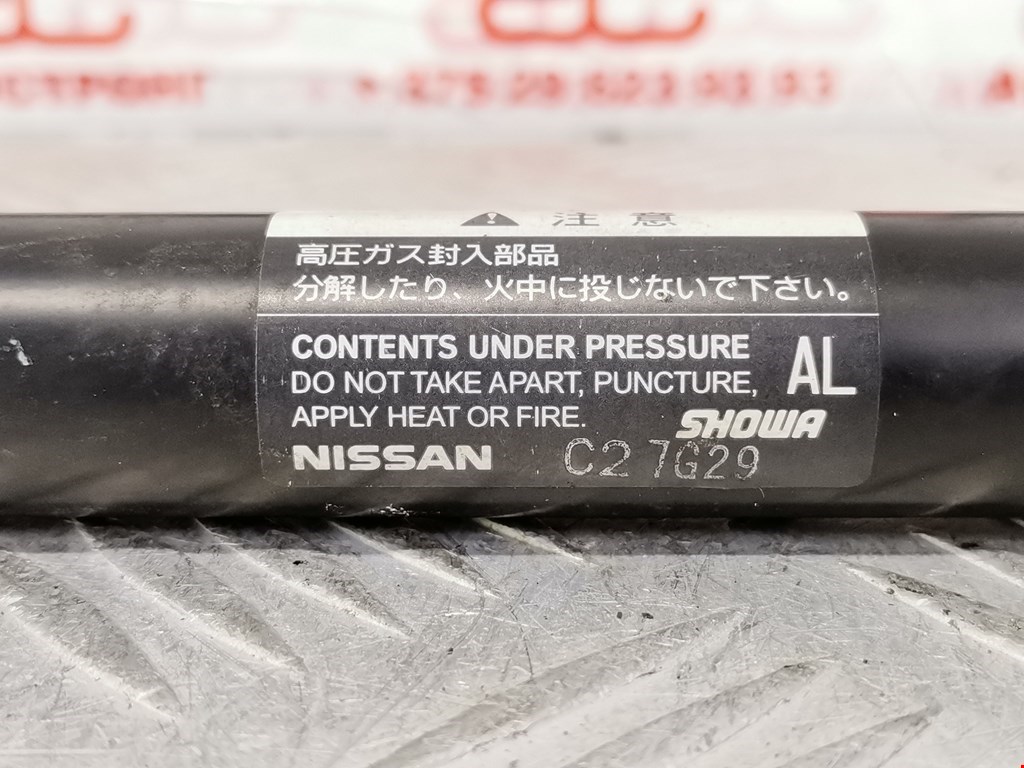 注意
高圧ガス封入部品
分解したり、火中に投じないで下さい。
CONTENTS UNDER PRESSURE
DO NOT TAKE APART, PUNCTURE,
APPLY HEAT OR FIRE.
AL
SHOWA
NISSAN C27G29